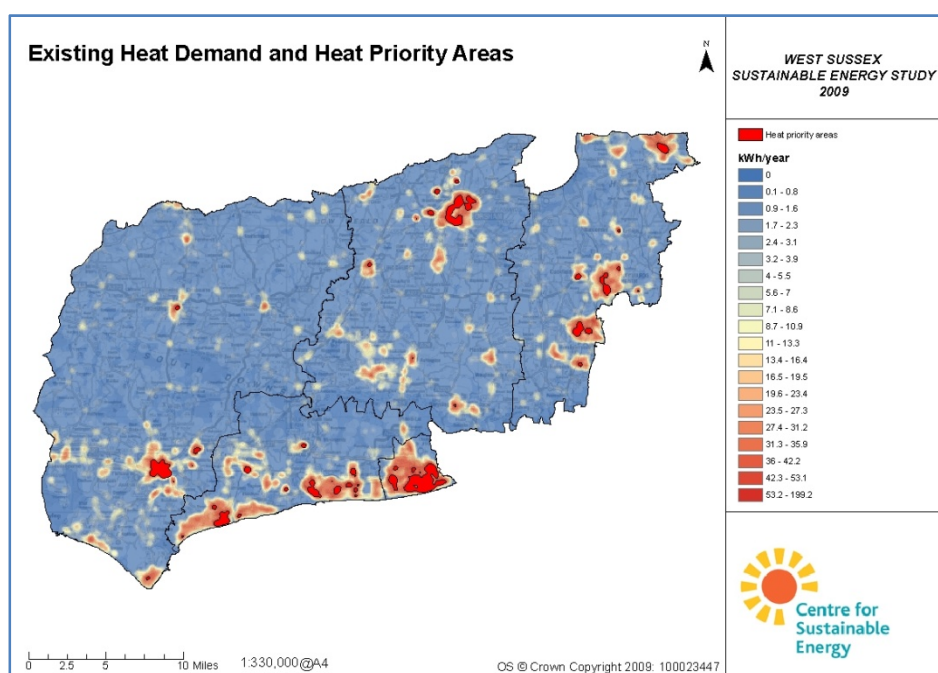 Existing Heat Demand and Heat Priority Areas
N
WEST SUSSEX
SUSTAINABLE ENERGY STUDY
2009
Heat priority areas
kWh/year
0
0.1 - 0.8
0.9 - 1.6
1.7 - 2.3
2.4 - 3.1
3.2 - 3.9
4 - 5.5
5.6 - 7
7.1 - 8.6
8.7 - 10.9
11 - 13.3
13.4 - 16.4
16.5 - 19.5
19.6 - 23.4
23.5 - 27.3
27.4 - 31.2
31.3 - 35.9
36 - 42.2
42.3 - 53.1
53.2 - 199.2
Centre for
Sustainable
Energy
0 2.5 5 10 Miles
1:330,000@A4
OS © Crown Copyright 2009: 100023447